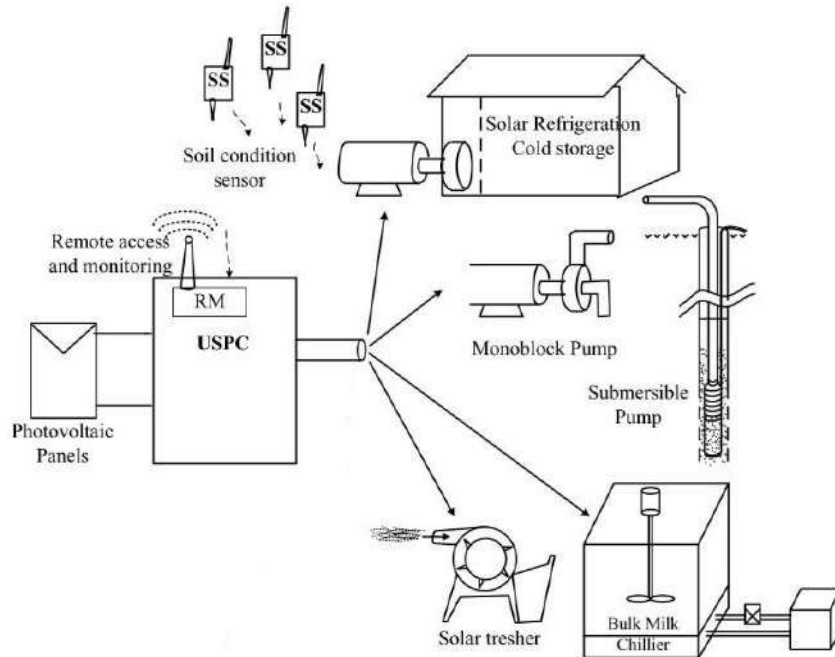 SS
SS
SS
Soil condition
sensor
Solar Refrigeration
Cold storage
Remote access
and monitoring
RM
USPC
Monoblock Pump
Photovoltaic
Panels
Submersible
Pump
Solar tresher
Bulk Milk
Chillier